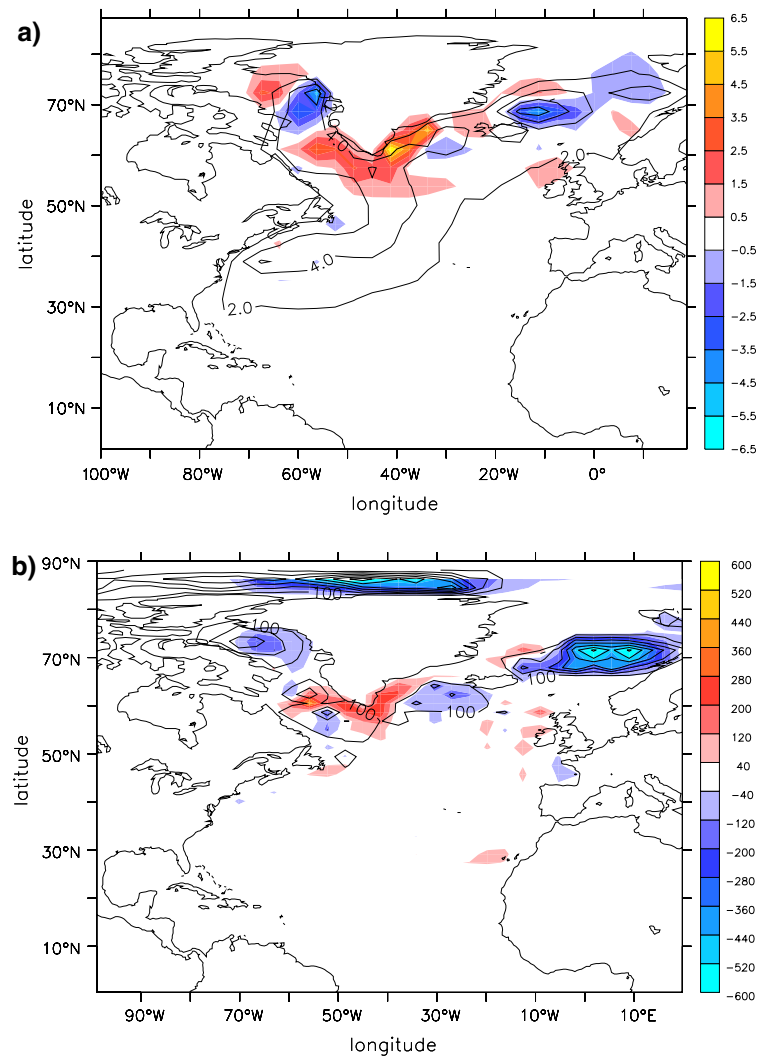 a)
6.5
5.5
4.5
3.5
2.5
1.5
0.5
−0.5
−1.5
−2.5
−3.5
−4.5
−5.5
−6.5
70°N
50°N
30°N
10°N
latitude
4.0
2.0
4.0
2.0
100°W 80°W 60°W 40°W 20°W 0°
longitude
b)
600
520
440
360
280
200
120
40
−40
−120
−200
−280
−360
−440
−520
−600
90°N
70°N
50°N
30°N
10°N
latitude
100
100
100
100
100
90°W 70°W 50°W 30°W 10°W 10°E
longitude